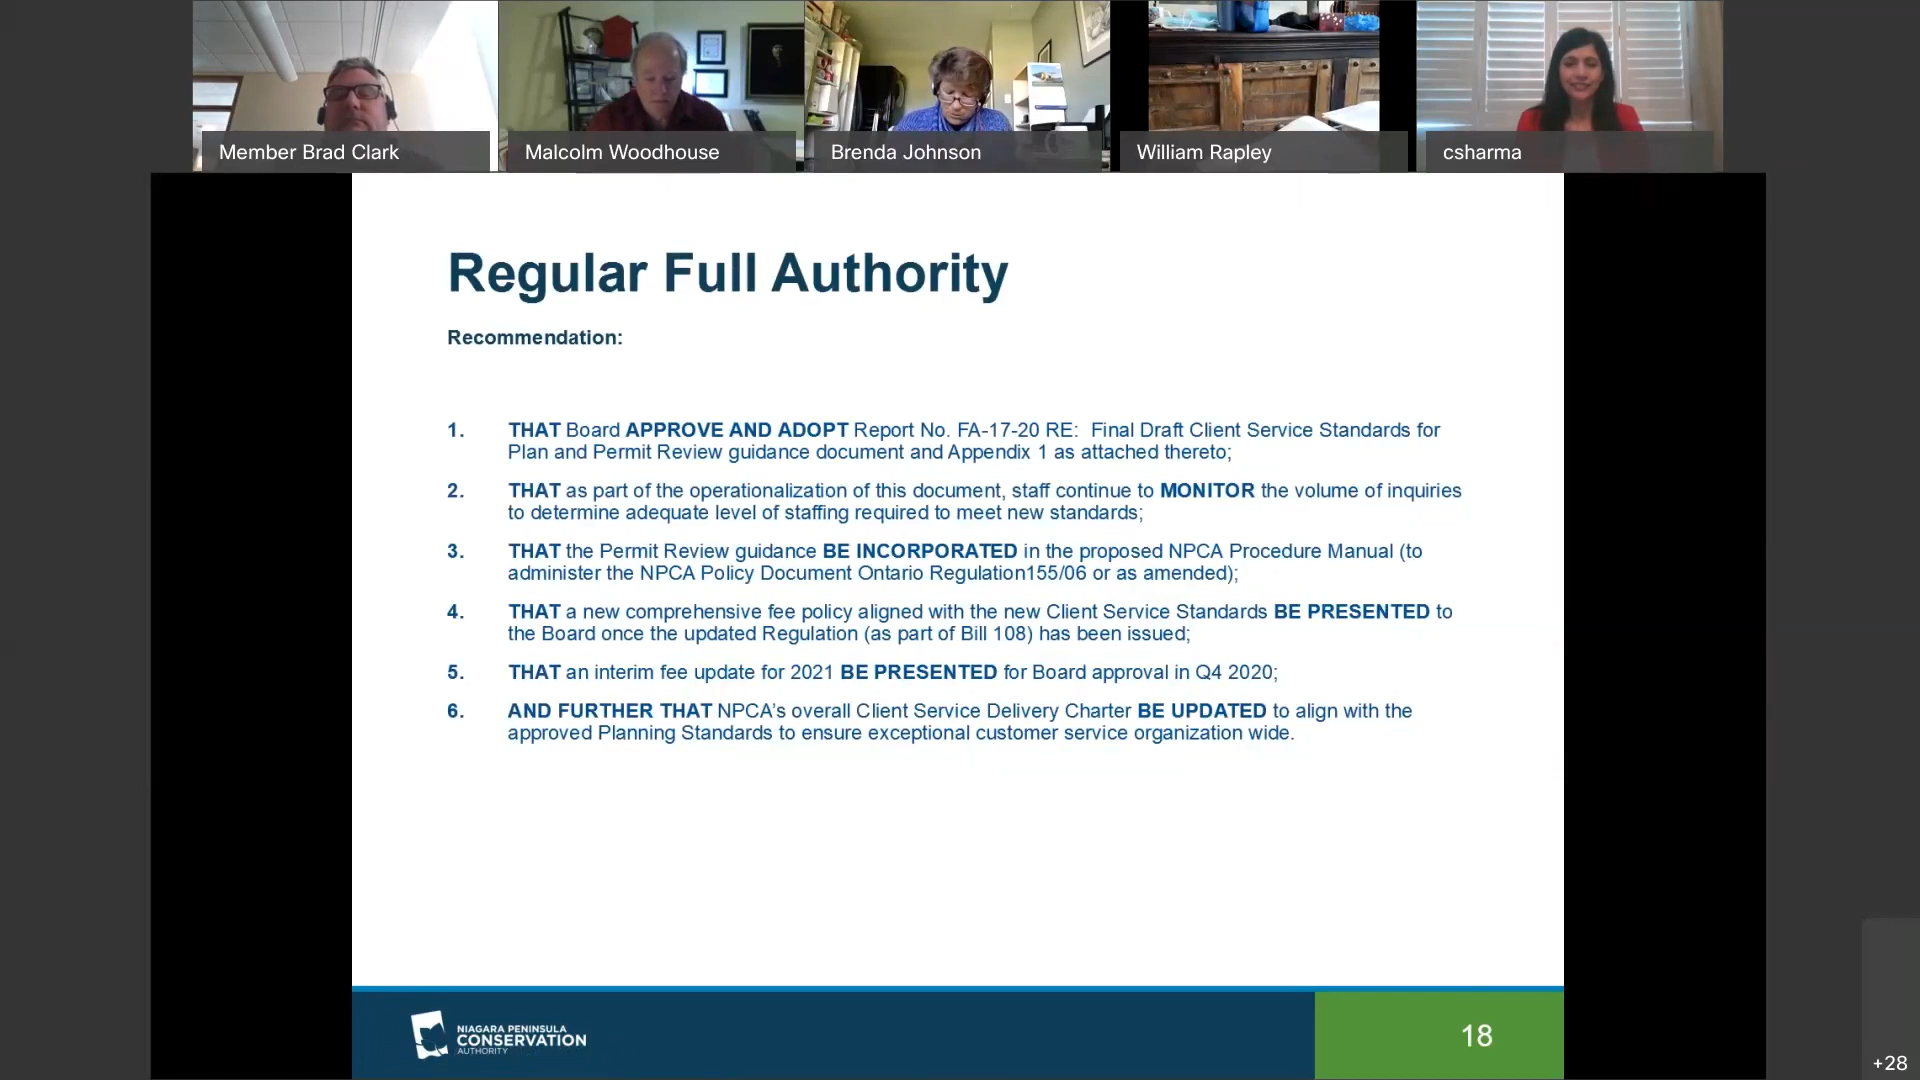 Member Brad Clark
Malcolm Woodhouse
Brenda Johnson
William Rapley
csharma
Regular Full Authority
Recommendation:
1. THAT Board APPROVE AND ADOPT Report No. FA-17-20 RE:  Final Draft Client Service Standards for
Plan and Permit Review guidance document and Appendix 1 as attached thereto;
2. THAT as part of the operationalization of this document, staff continue to MONITOR the volume of inquiries
to determine adequate level of staffing required to meet new standards;
3. THAT the Permit Review guidance BE INCORPORATED in the proposed NPCA Procedure Manual (to
administer the NPCA Policy Document Ontario Regulation155/06 or as amended);
4. THAT a new comprehensive fee policy aligned with the new Client Service Standards BE PRESENTED to
the Board once the updated Regulation (as part of Bill 108) has been issued;
5. THAT an interim fee update for 2021 BE PRESENTED for Board approval in Q4 2020;
6. AND FURTHER THAT NPCA’s overall Client Service Delivery Charter BE UPDATED to align with the
approved Planning Standards to ensure exceptional customer service organization wide.
NIAGARA PENINSULA
CONSERVATION
AUTHORITY
18
+28